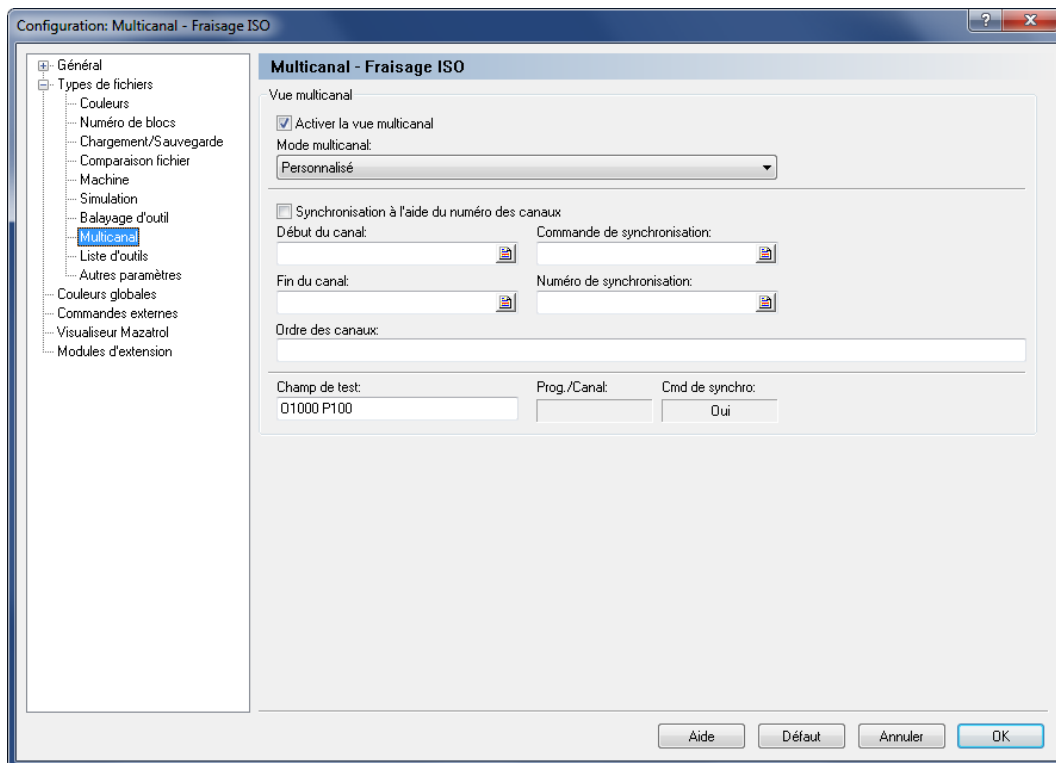 Configuration: Multicanal - Fraisage ISO
Général
Types de fichiers
Couleurs
Numéro de blocs
Chargement/Sauvegarde
Comparaison fichier
Machine
Simulation
Balayage d'outil
Multicanal
Liste d'outils
Autres paramètres
Couleurs globales
Commandes externes
Visualiseur Mazatrol
Modules d'extension
Multicanal - Fraisage ISO
Vue multicanal
Activer la vue multicanal
Mode multicanal:
Personnalisé
Synchronisation à l'aide du numéro des canaux
Début du canal: Commande de synchronisation:
Fin du canal: Numéro de synchronisation:
Ordre des canaux:
Champ de test: Prog./Canal: Cmd de synchro:
O1000 P100 Oui
Aide Défaut Annuler OK